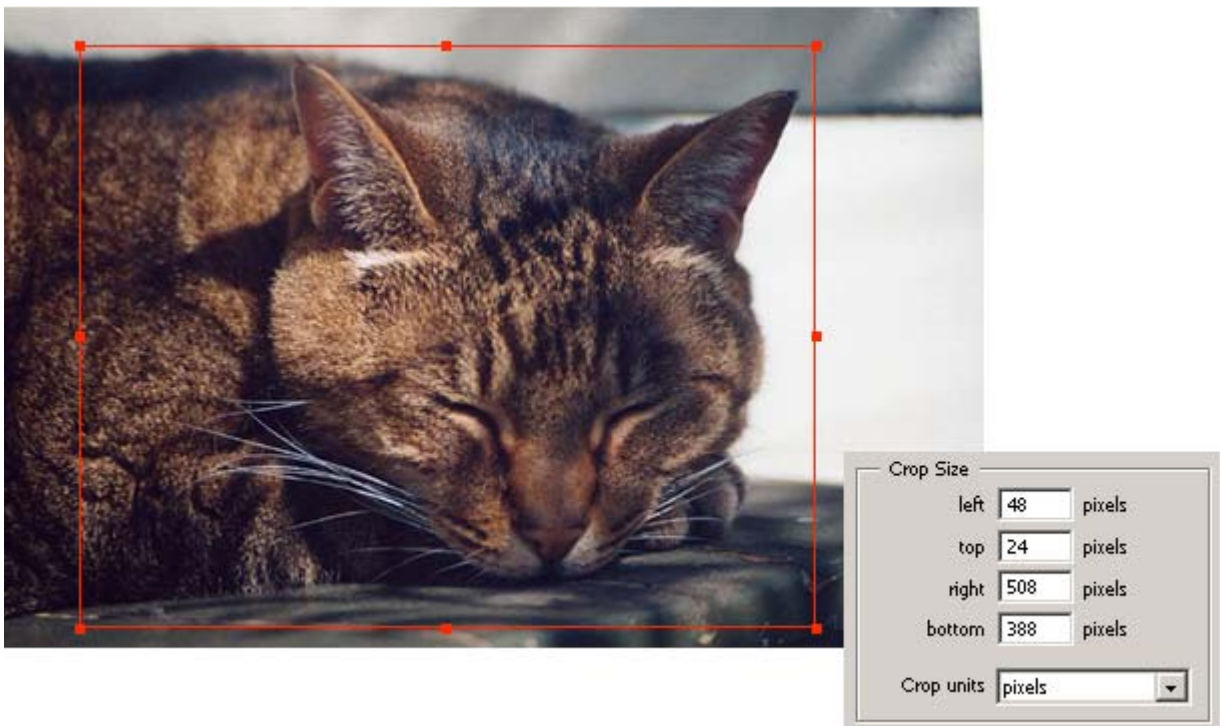 Crop Size
left 48 pixels
top 24 pixels
right 508 pixels
bottom 388 pixels
Crop units pixels